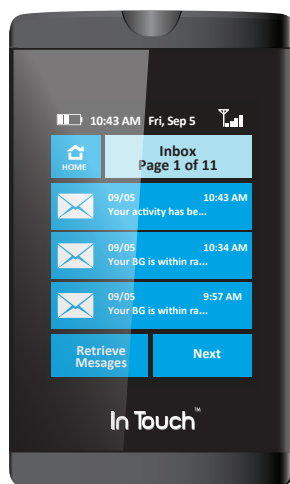 10:43 AM Fri, Sep 5
HOME
Inbox
Page 1 of 11
09/05 10:43 AM
Your activity has be...
09/05 10:34 AM
Your BG is within ra...
09/05 9:57 AM
Your BG is within ra...
Retrieve
Mesages
Next
In Touch™